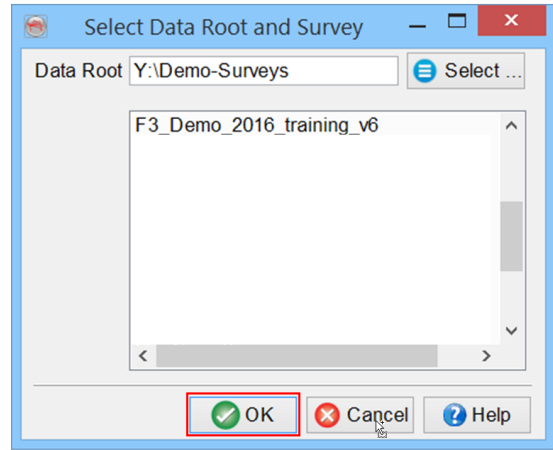 Select Data Root and Survey
Data Root Y:\Demo-Surveys Select ...
F3_Demo_2016_training_v6
OK Cancel Help